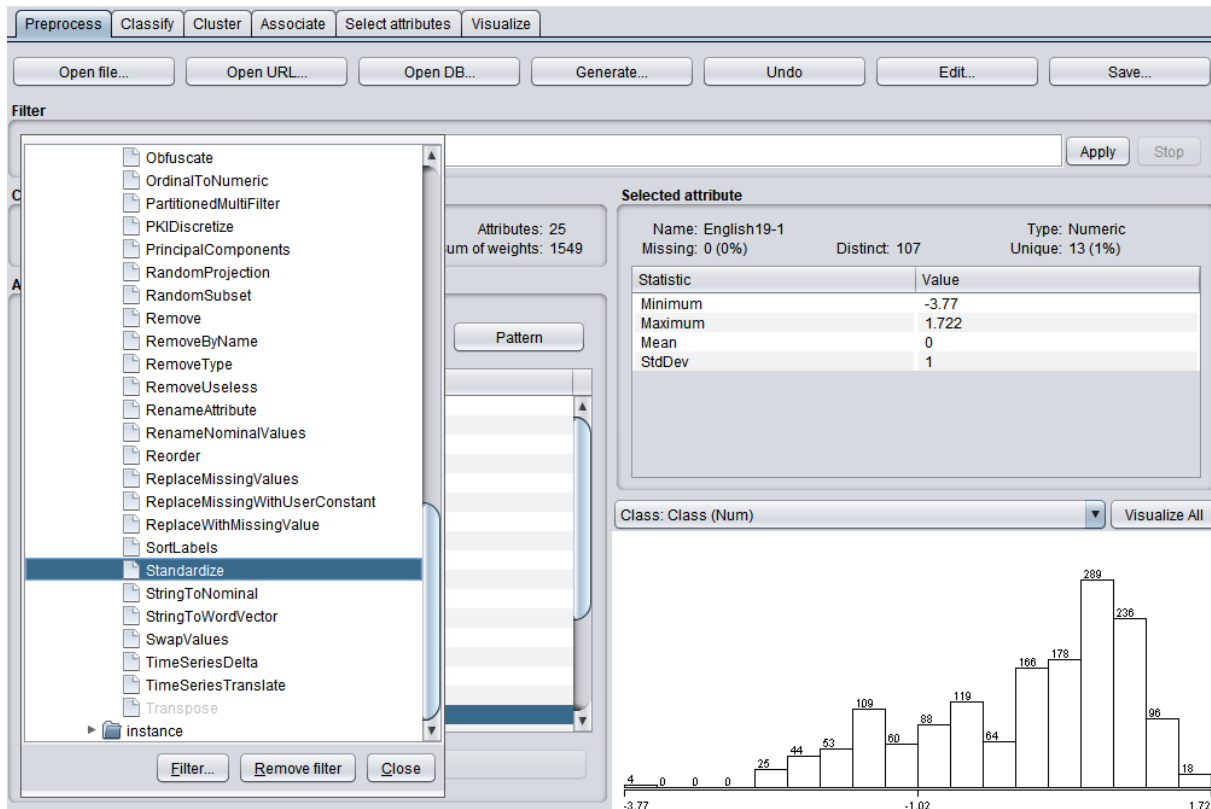 Preprocess Classify Cluster Associate Select attributes Visualize
Open file... Open URL... Open DB... Generate... Undo Edit... Save...
Filter
Apply Stop
Obfuscate
OrdinalToNumeric
PartitionedMultiFilter
PKIDiscretize
PrincipalComponents
RandomProjection
RandomSubset
Remove
RemoveByName
RemoveType
RemoveUseless
RenameAttribute
RenameNominalValues
Reorder
ReplaceMissingValues
ReplaceMissingWithUserConstant
ReplaceWithMissingValue
SortLabels
Standardize
StringToNominal
StringToWordVector
SwapValues
TimeSeriesDelta
TimeSeriesTranslate
Transpose
instance
Filter... Remove filter Close
C
Attributes: 25
um of weights: 1549
A
Pattern
Selected attribute
Name: English19-1 Type: Numeric
Missing: 0 (0%) Distinct: 107 Unique: 13 (1%)
Statistic Value
Minimum -3.77
Maximum 1.722
Mean 0
StdDev 1
Class: Class (Num) Visualize All
289
236
178
166
119
109
96
88
64
60
53
44
25
18
4 0 0 0
-3.77 -1.02 1.72